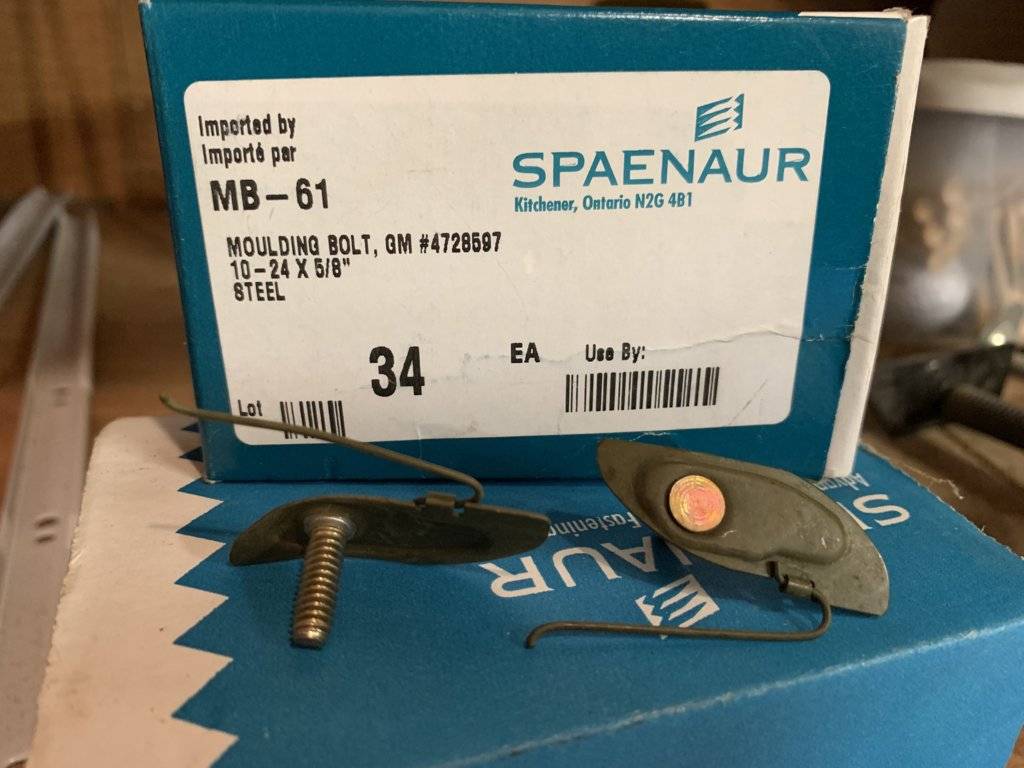 Imported by
Importé par
MB-61
SPAENAUR
Kitchener, Ontario N2G 4B1
MOULDING BOLT, GM #4728597
10-24 X 5/8"
STEEL
34
EA
Use By:
Lot